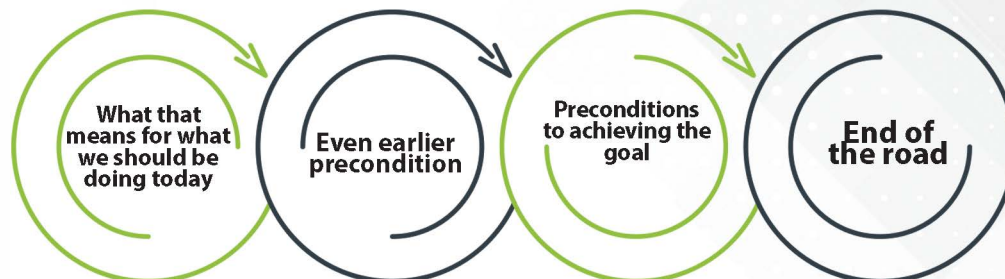 What that
means for what
we should be
doing today
Even earlier
precondition
Preconditions
to achieving the
goal
End of
the road